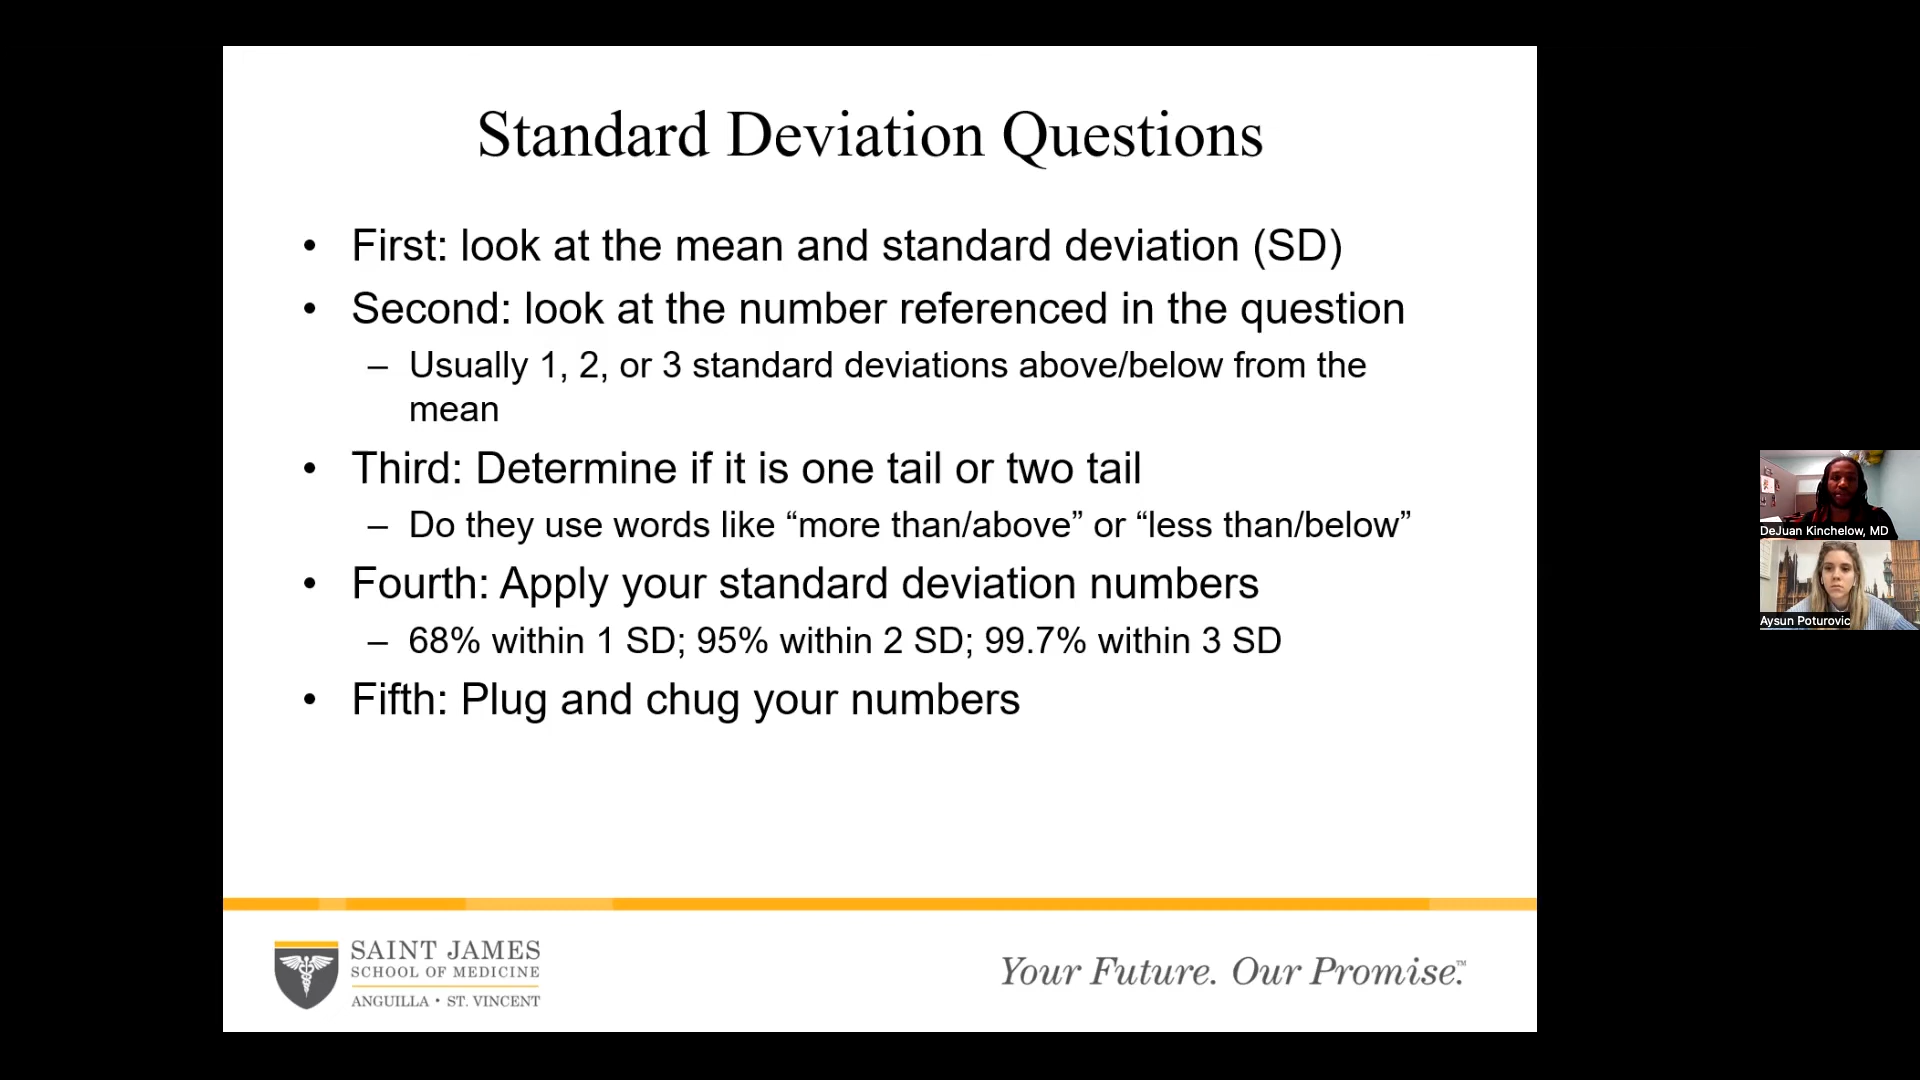 Standard Deviation Questions
• First: look at the mean and standard deviation (SD)
• Second: look at the number referenced in the question
– Usually 1, 2, or 3 standard deviations above/below from the
mean
• Third: Determine if it is one tail or two tail
– Do they use words like “more than/above” or “less than/below”
• Fourth: Apply your standard deviation numbers
– 68% within 1 SD; 95% within 2 SD; 99.7% within 3 SD
• Fifth: Plug and chug your numbers
SAINT JAMES
SCHOOL OF MEDICINE
ANGUILLA • ST. VINCENT
Your Future. Our Promise.™
DeJuan Kinchelow, MD
Aysun Poturovic